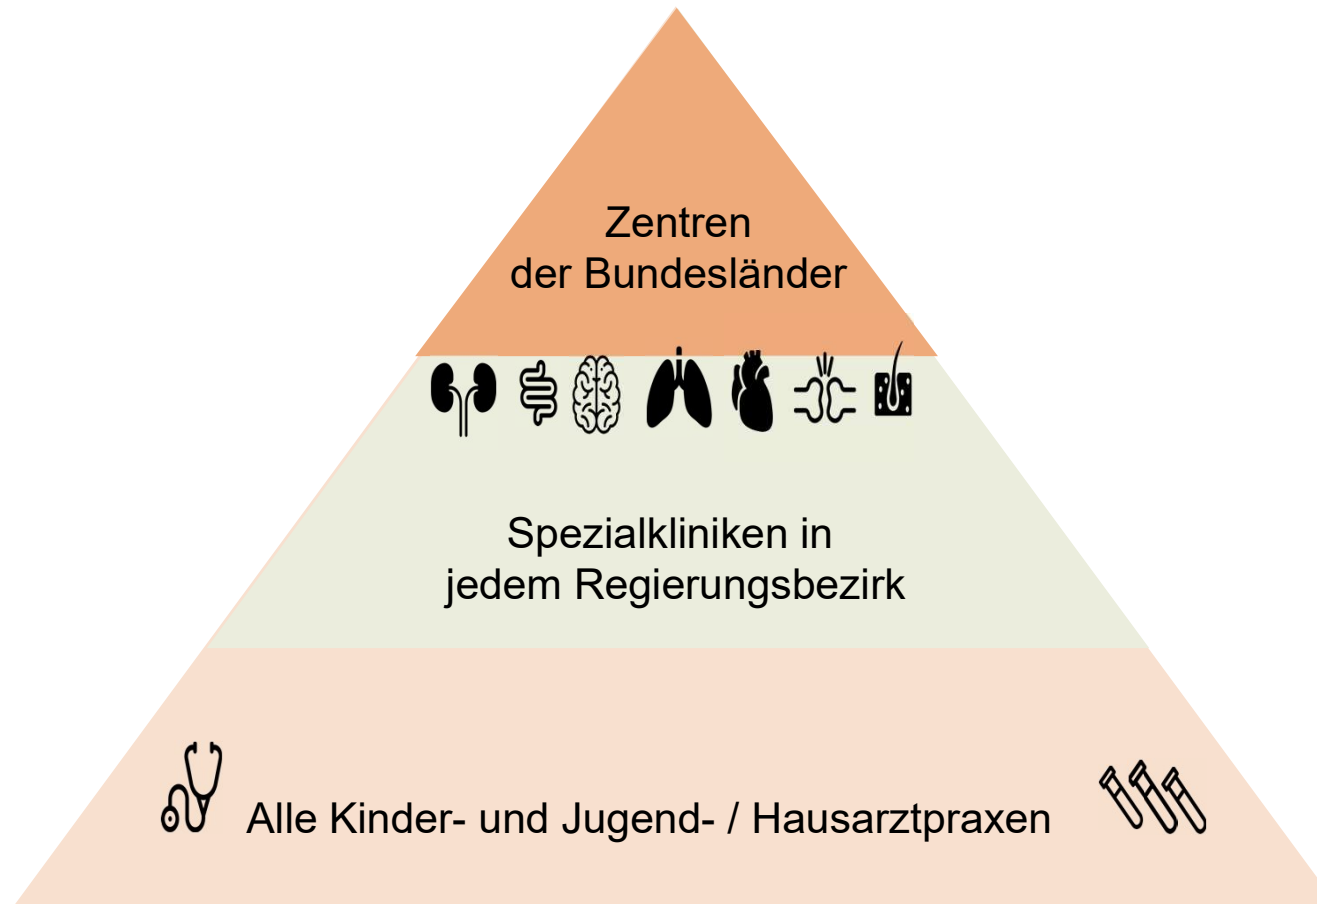 Zentren
der Bundesländer
Spezialkliniken in
jedem Regierungsbezirk
Alle Kinder- und Jugend- / Hausarztpraxen